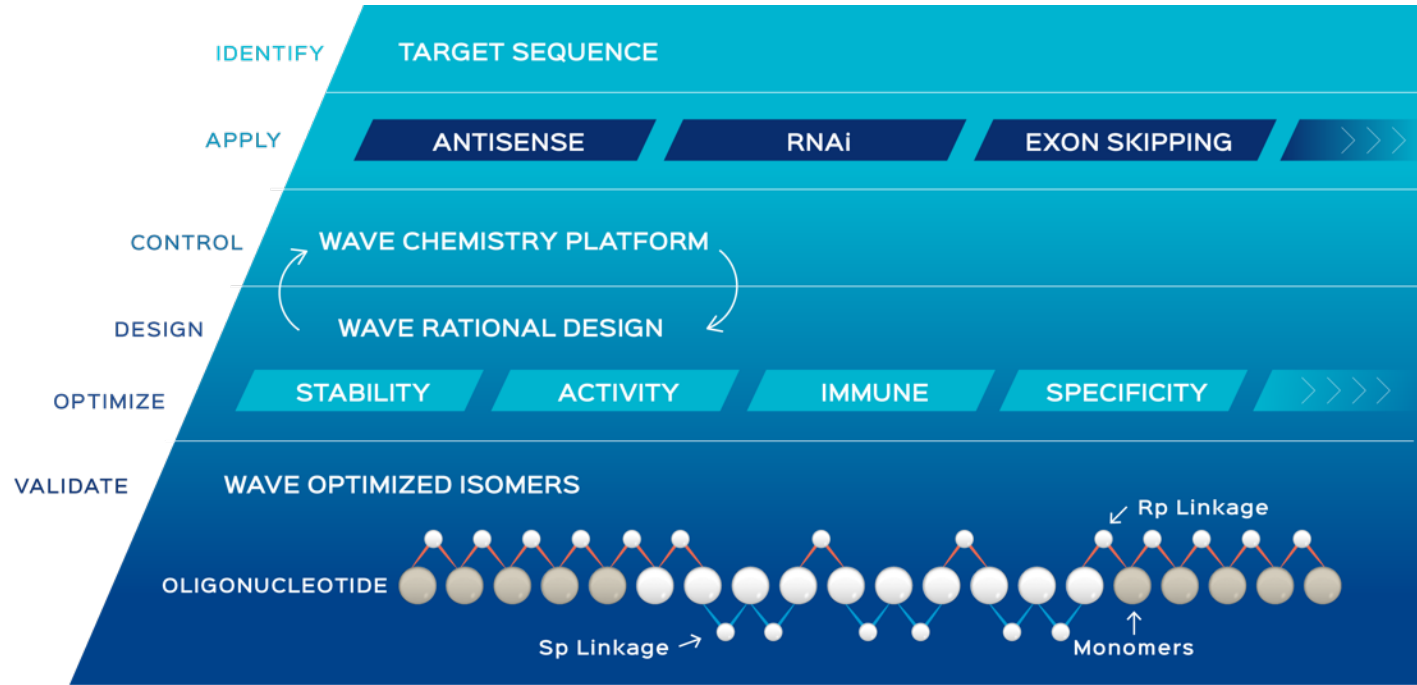 IDENTIFY TARGET SEQUENCE
APPLY ANTISENSE RNAi EXON SKIPPING
CONTROL WAVE CHEMISTRY PLATFORM
DESIGN WAVE RATIONAL DESIGN
OPTIMIZE STABILITY ACTIVITY IMMUNE SPECIFICITY
VALIDATE WAVE OPTIMIZED ISOMERS
Rp Linkage
OLIGONUCLEOTIDE
Sp Linkage Monomers